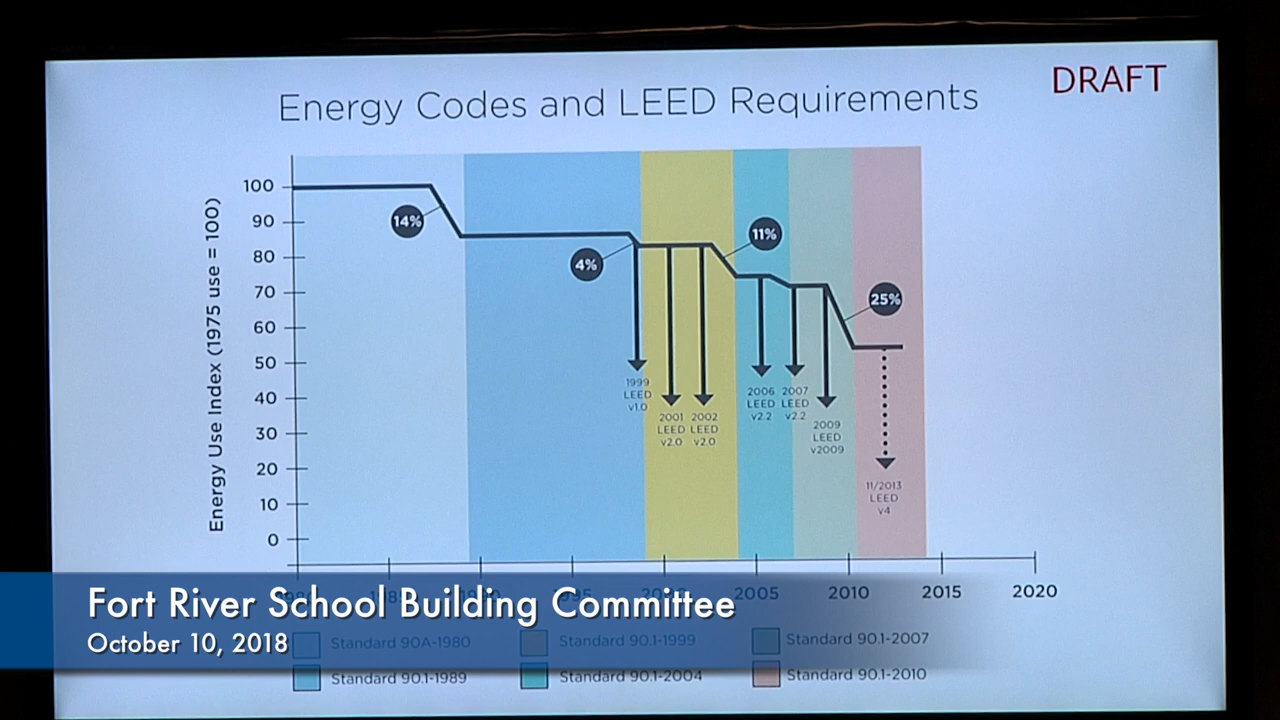 DRAFT
Energy Codes and LEED Requirements
Energy Use Index (1975 use = 100)
100
90
80
70
60
50
40
30
20
10
0
14%
4%
11%
25%
1999
LEED
v1.0
2001
LEED
v2.0
2002
LEED
v2.0
2006
LEED
v2.2
2007
LEED
v2.2
2009
LEED
v2009
11/2013
LEED
v4
2005
2010
2015
2020
Fort River School Building Committee
October 10, 2018
Standard 90A-1980
Standard 90.1-1999
Standard 90.1-2007
Standard 90.1-1989
Standard 90.1-2004
Standard 90.1-2010